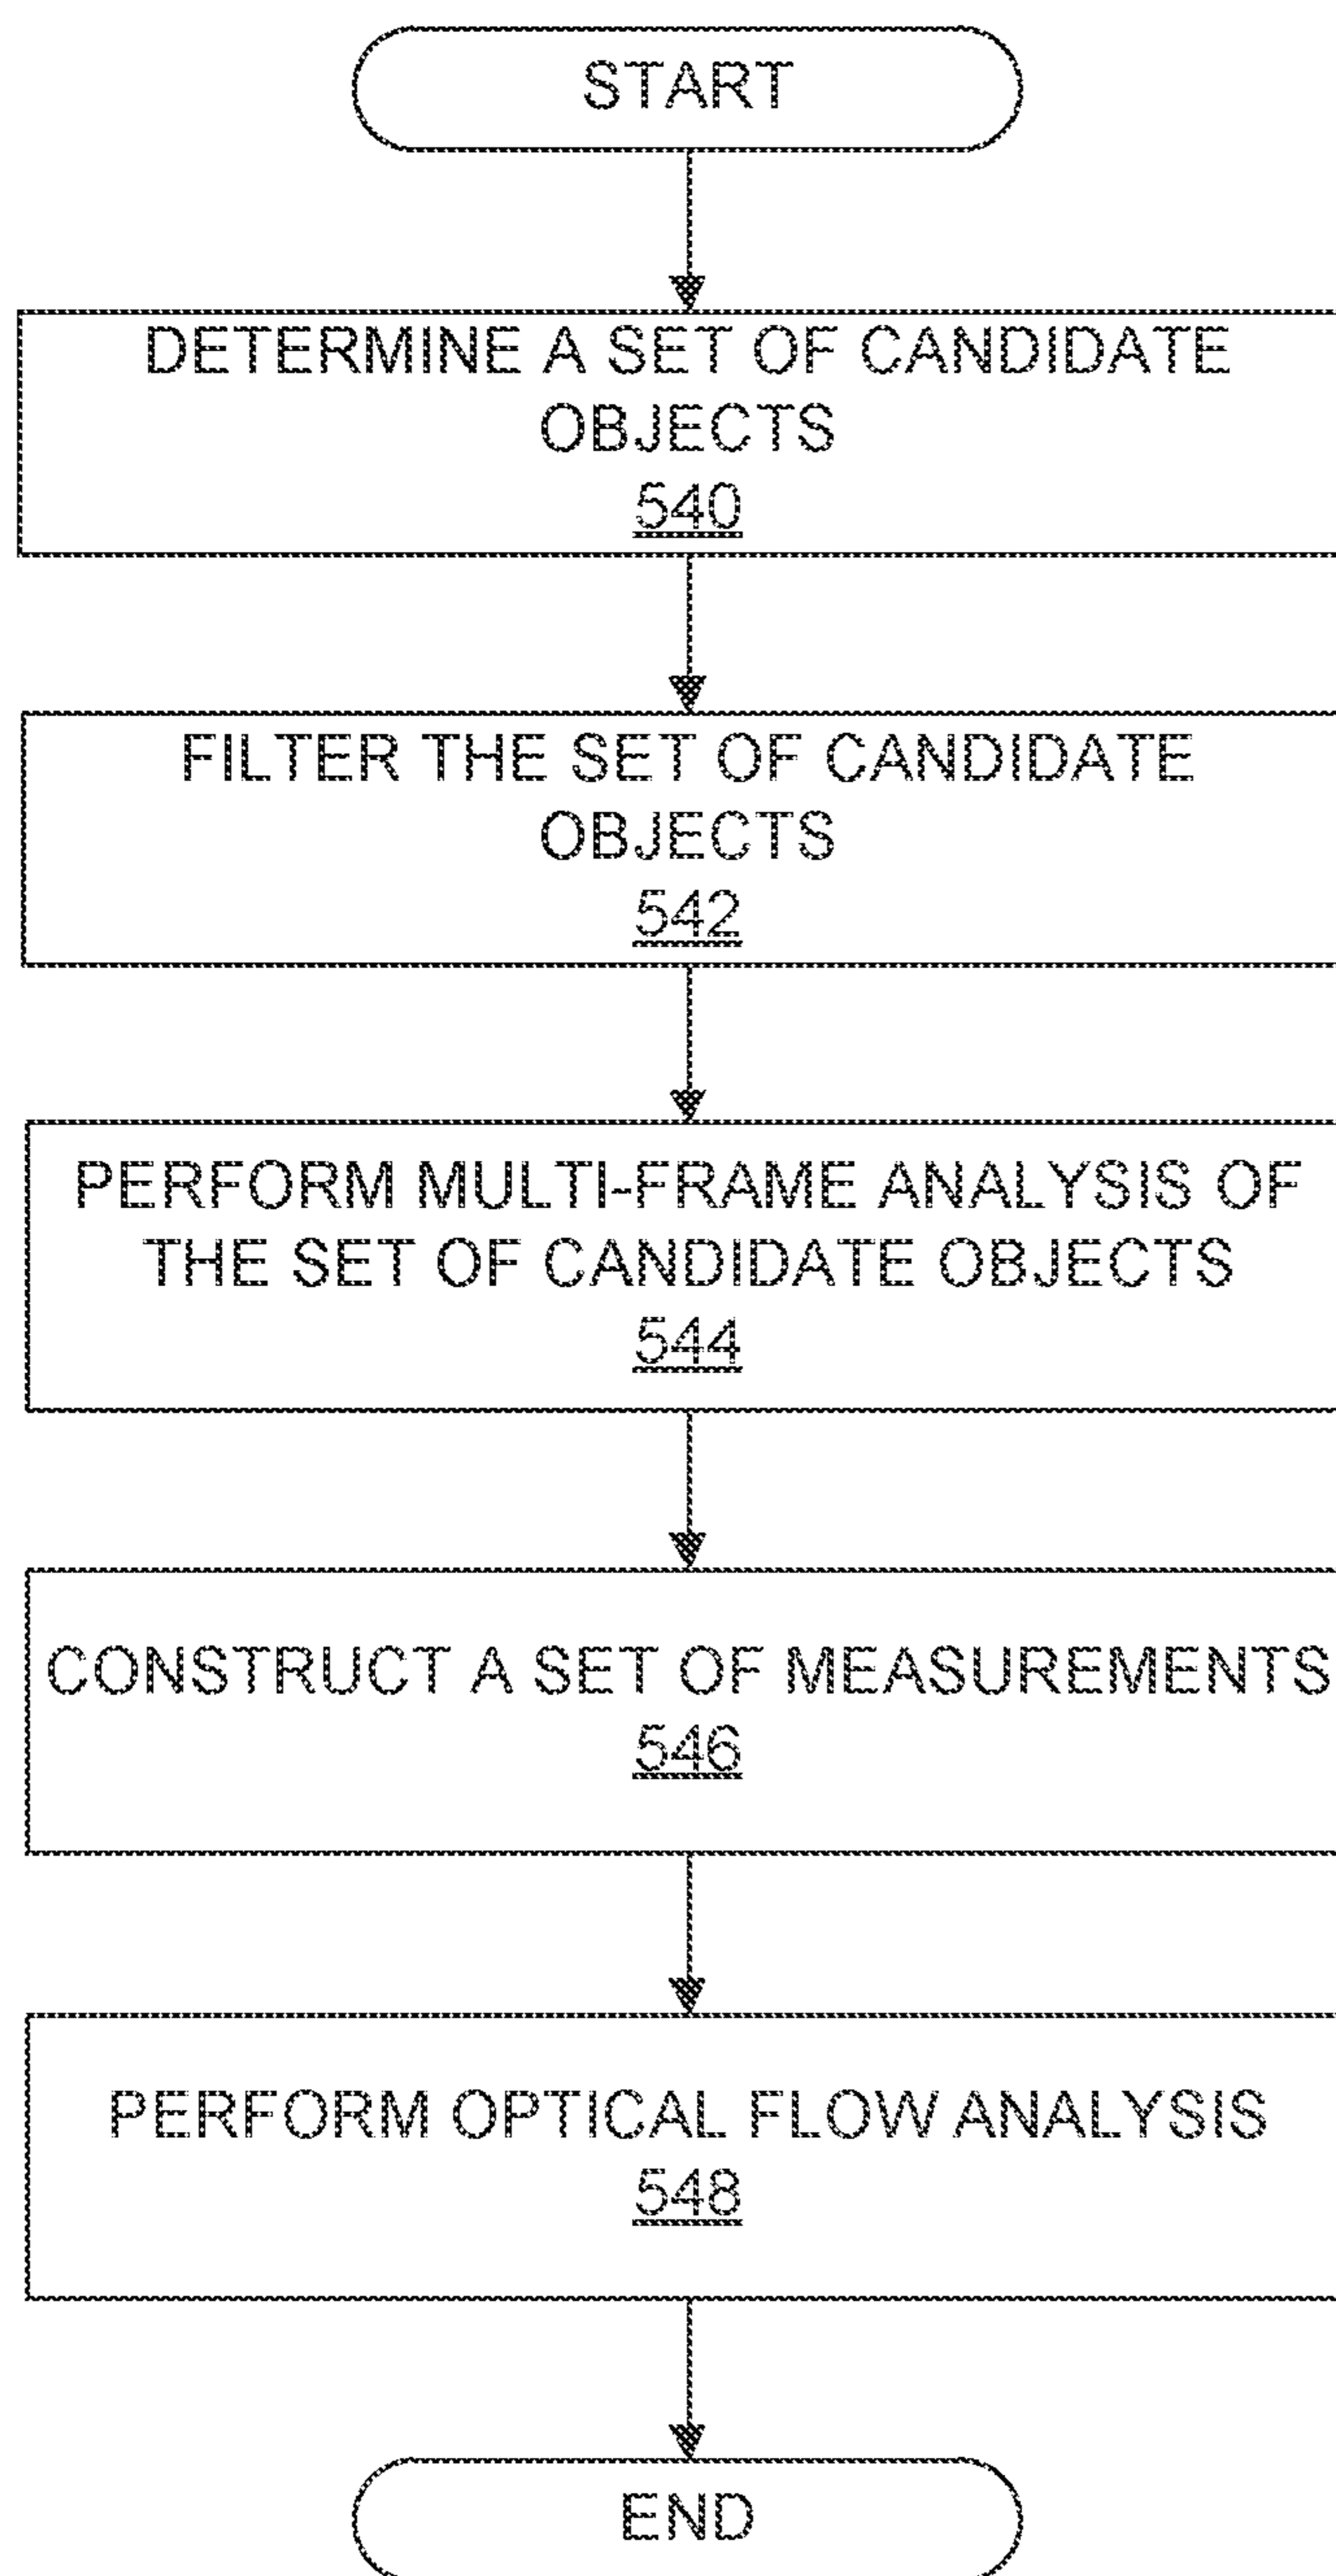 START
DETERMINE A SET OF CANDIDATE
OBJECTS
540
FILTER THE SET OF CANDIDATE
OBJECTS
542
PERFORM MULTI-FRAME ANALYSIS OF
THE SET OF CANDIDATE OBJECTS
544
CONSTRUCT A SET OF MEASUREMENTS
546
PERFORM OPTICAL FLOW ANALYSIS
548
END